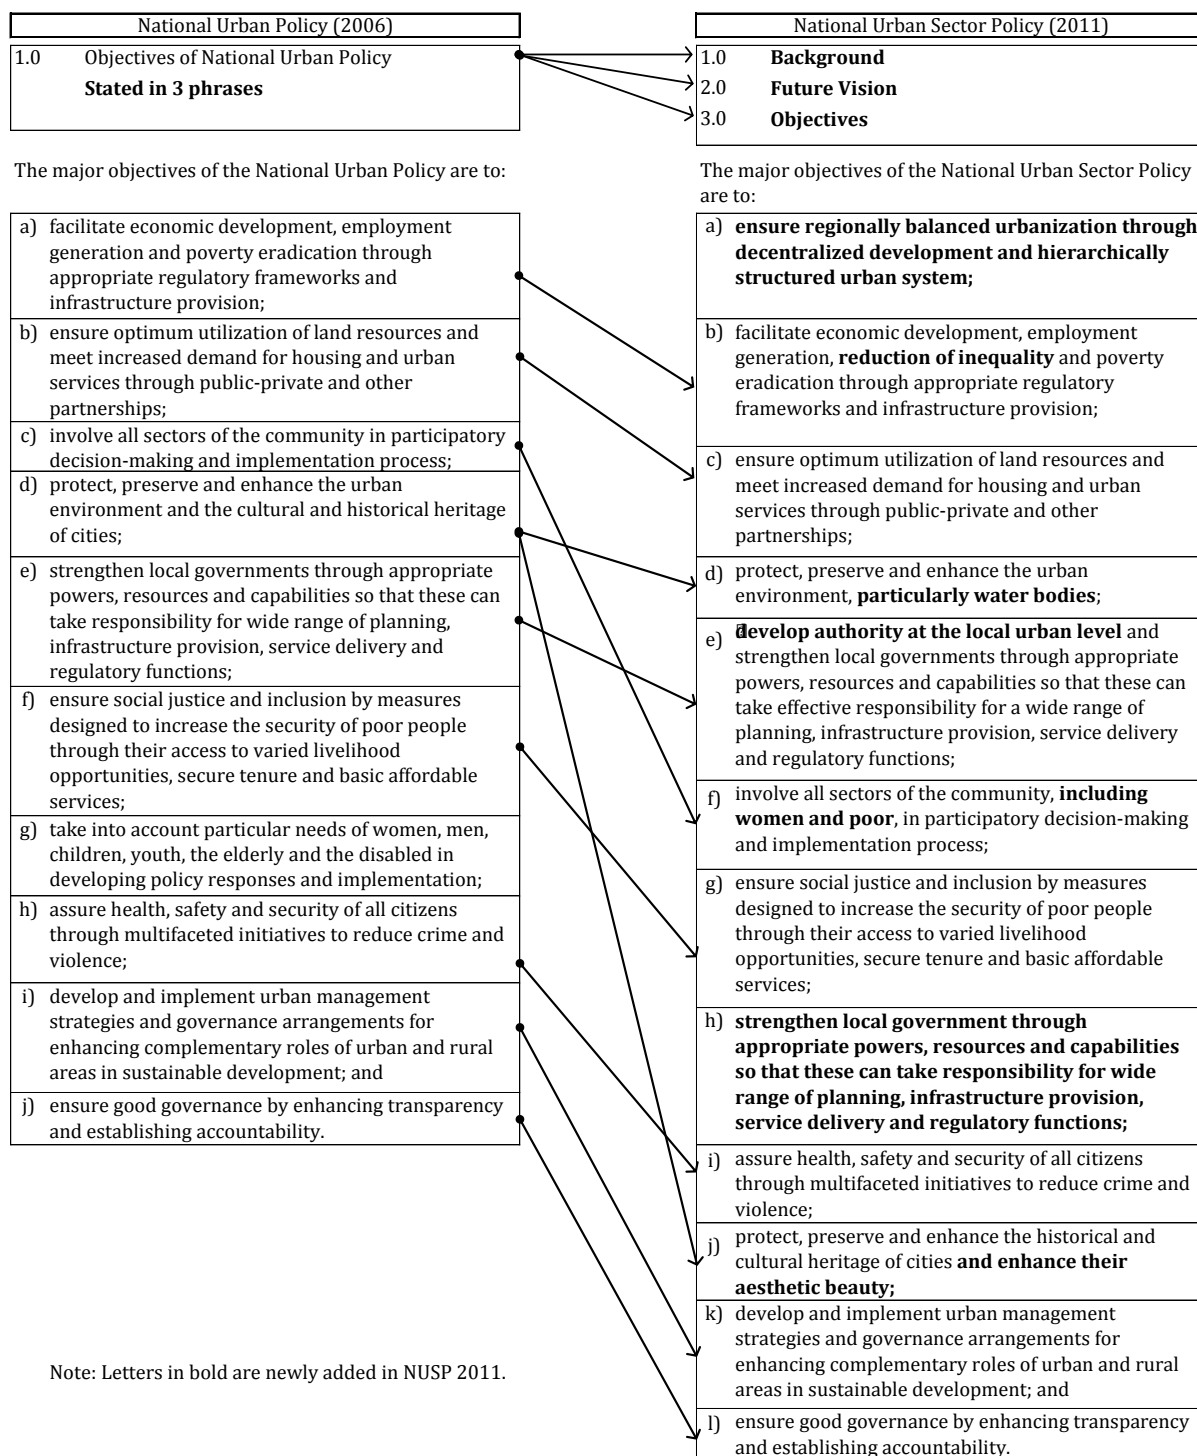 National Urban Policy (2006)
1.0 Objectives of National Urban Policy
Stated in 3 phrases
The major objectives of the National Urban Policy are to:
a) facilitate economic development, employment
generation and poverty eradication through
appropriate regulatory frameworks and
infrastructure provision;
b) ensure optimum utilization of land resources and
meet increased demand for housing and urban
services through public-private and other
partnerships;
c) involve all sectors of the community in participatory
decision-making and implementation process;
d) protect, preserve and enhance the urban
environment and the cultural and historical heritage
of cities;
e) strengthen local governments through appropriate
powers, resources and capabilities so that these can
take responsibility for wide range of planning,
infrastructure provision, service delivery and
regulatory functions;
f) ensure social justice and inclusion by measures
designed to increase the security of poor people
through their access to varied livelihood
opportunities, secure tenure and basic affordable
services;
g) take into account particular needs of women, men,
children, youth, the elderly and the disabled in
developing policy responses and implementation;
h) assure health, safety and security of all citizens
through multifaceted initiatives to reduce crime and
violence;
i) develop and implement urban management
strategies and governance arrangements for
enhancing complementary roles of urban and rural
areas in sustainable development; and
j) ensure good governance by enhancing transparency
and establishing accountability.
Note: Letters in bold are newly added in NUSP 2011.
National Urban Sector Policy (2011)
1.0 Background
2.0 Future Vision
3.0 Objectives
The major objectives of the National Urban Sector Policy
are to:
a) ensure regionally balanced urbanization through
decentralized development and hierarchically
structured urban system;
b) facilitate economic development, employment
generation, reduction of inequality and poverty
eradication through appropriate regulatory
frameworks and infrastructure provision;
c) ensure optimum utilization of land resources and
meet increased demand for housing and urban
services through public-private and other
partnerships;
d) protect, preserve and enhance the urban
environment, particularly water bodies;
e) develop authority at the local urban level and
strengthen local governments through appropriate
powers, resources and capabilities so that these can
take effective responsibility for a wide range of
planning, infrastructure provision, service delivery
and regulatory functions;
f) involve all sectors of the community, including
women and poor, in participatory decision-making
and implementation process;
g) ensure social justice and inclusion by measures
designed to increase the security of poor people
through their access to varied livelihood
opportunities, secure tenure and basic affordable
services;
h) strengthen local government through
appropriate powers, resources and capabilities
so that these can take responsibility for wide
range of planning, infrastructure provision,
service delivery and regulatory functions;
i) assure health, safety and security of all citizens
through multifaceted initiatives to reduce crime and
violence;
j) protect, preserve and enhance the historical and
cultural heritage of cities and enhance their
aesthetic beauty;
k) develop and implement urban management
strategies and governance arrangements for
enhancing complementary roles of urban and rural
areas in sustainable development; and
l) ensure good governance by enhancing transparency
and establishing accountability.